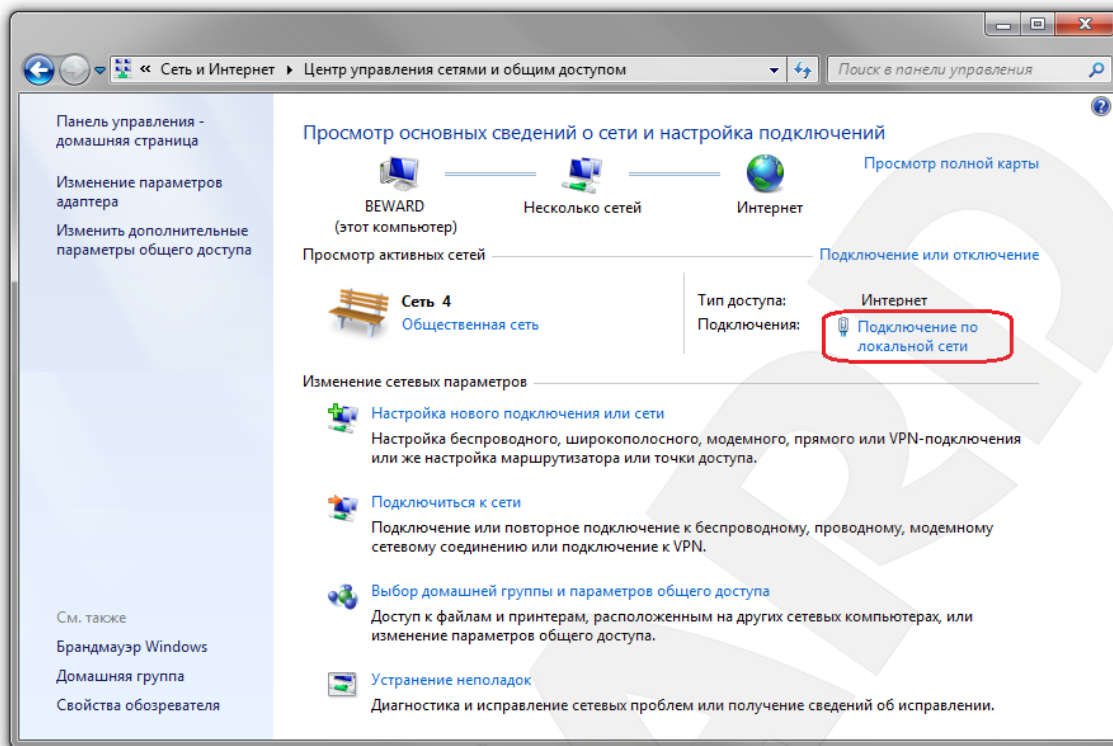 « Сеть и Интернет ▸ Центр управления сетями и общим доступом
Поиск в панели управления
Панель управления -
домашняя страница
Изменение параметров
адаптера
Изменить дополнительные
параметры общего доступа
См. также
Брандмауэр Windows
Домашняя группа
Свойства обозревателя
Просмотр основных сведений о сети и настройка подключений
Просмотр полной карты
BEWARD
(этот компьютер)
Несколько сетей
Интернет
Просмотр активных сетей
Подключение или отключение
Сеть 4
Общественная сеть
Тип доступа: Интернет
Подключения: Подключение по
локальной сети
Изменение сетевых параметров
Настройка нового подключения или сети
Настройка беспроводного, широкополосного, модемного, прямого или VPN-подключения
или же настройка маршрутизатора или точки доступа.
Подключиться к сети
Подключение или повторное подключение к беспроводному, проводному, модемному
сетевому соединению или подключение к VPN.
Выбор домашней группы и параметров общего доступа
Доступ к файлам и принтерам, расположенным на других сетевых компьютерах, или
изменение параметров общего доступа.
Устранение неполадок
Диагностика и исправление сетевых проблем или получение сведений об исправлении.
ARD